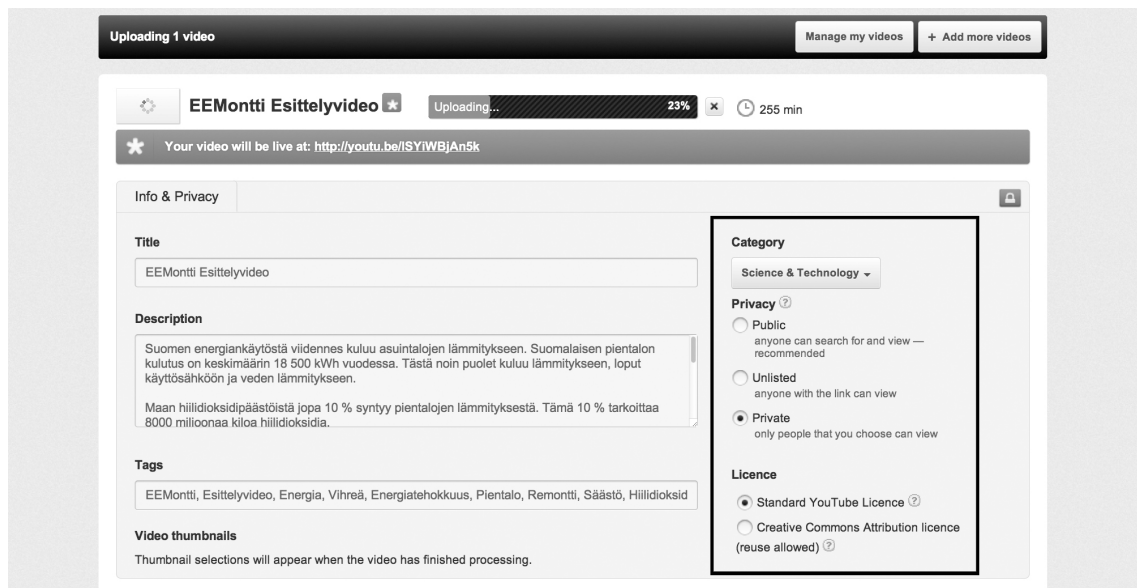 Uploading 1 video
Manage my videos
+ Add more videos
EEMontti Esittelyvideo
Uploading...
23%
255 min
Your video will be live at: http://youtu.be/ISYiWBjAn5k
Info & Privacy
Title
EEMontti Esittelyvideo
Description
Suomen energiankäytöstä viidennes kuluu asuintalojen lämmitykseen. Suomalaisen pientalon
kulutus on keskimäärin 18 500 kWh vuodessa. Tästä noin puolet kuluu lämmitykseen, loput
käyttösähköön ja veden lämmitykseen.
Maan hiilidioksidipäästöistä jopa 10 % syntyy pientalojen lämmityksestä. Tämä 10 % tarkoittaa
8000 milioonaa kiloa hiilidioksidia.
Tags
EEMontti, Esittelyvideo, Energia, Vihreä, Energiatehokkuus, Pientalo, Remontti, Säästö, Hiilidioksid
Video thumbnails
Thumbnail selections will appear when the video has finished processing.
Category
Science & Technology
Privacy ?
Public
anyone can search for and view —
recommended
Unlisted
anyone with the link can view
Private
only people that you choose can view
Licence
Standard YouTube Licence ?
Creative Commons Attribution licence
(reuse allowed) ?